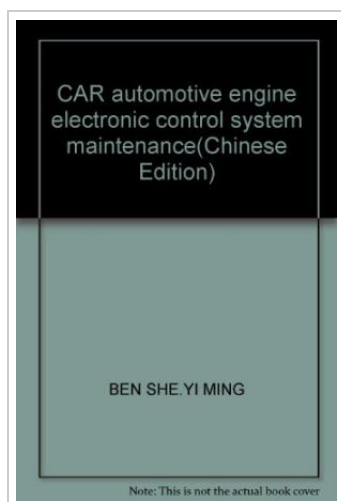 CAR automotive engine
electronic control system
maintenance(Chinese
Edition)
BEN SHE.YI MING
Note: This is not the actual book cover